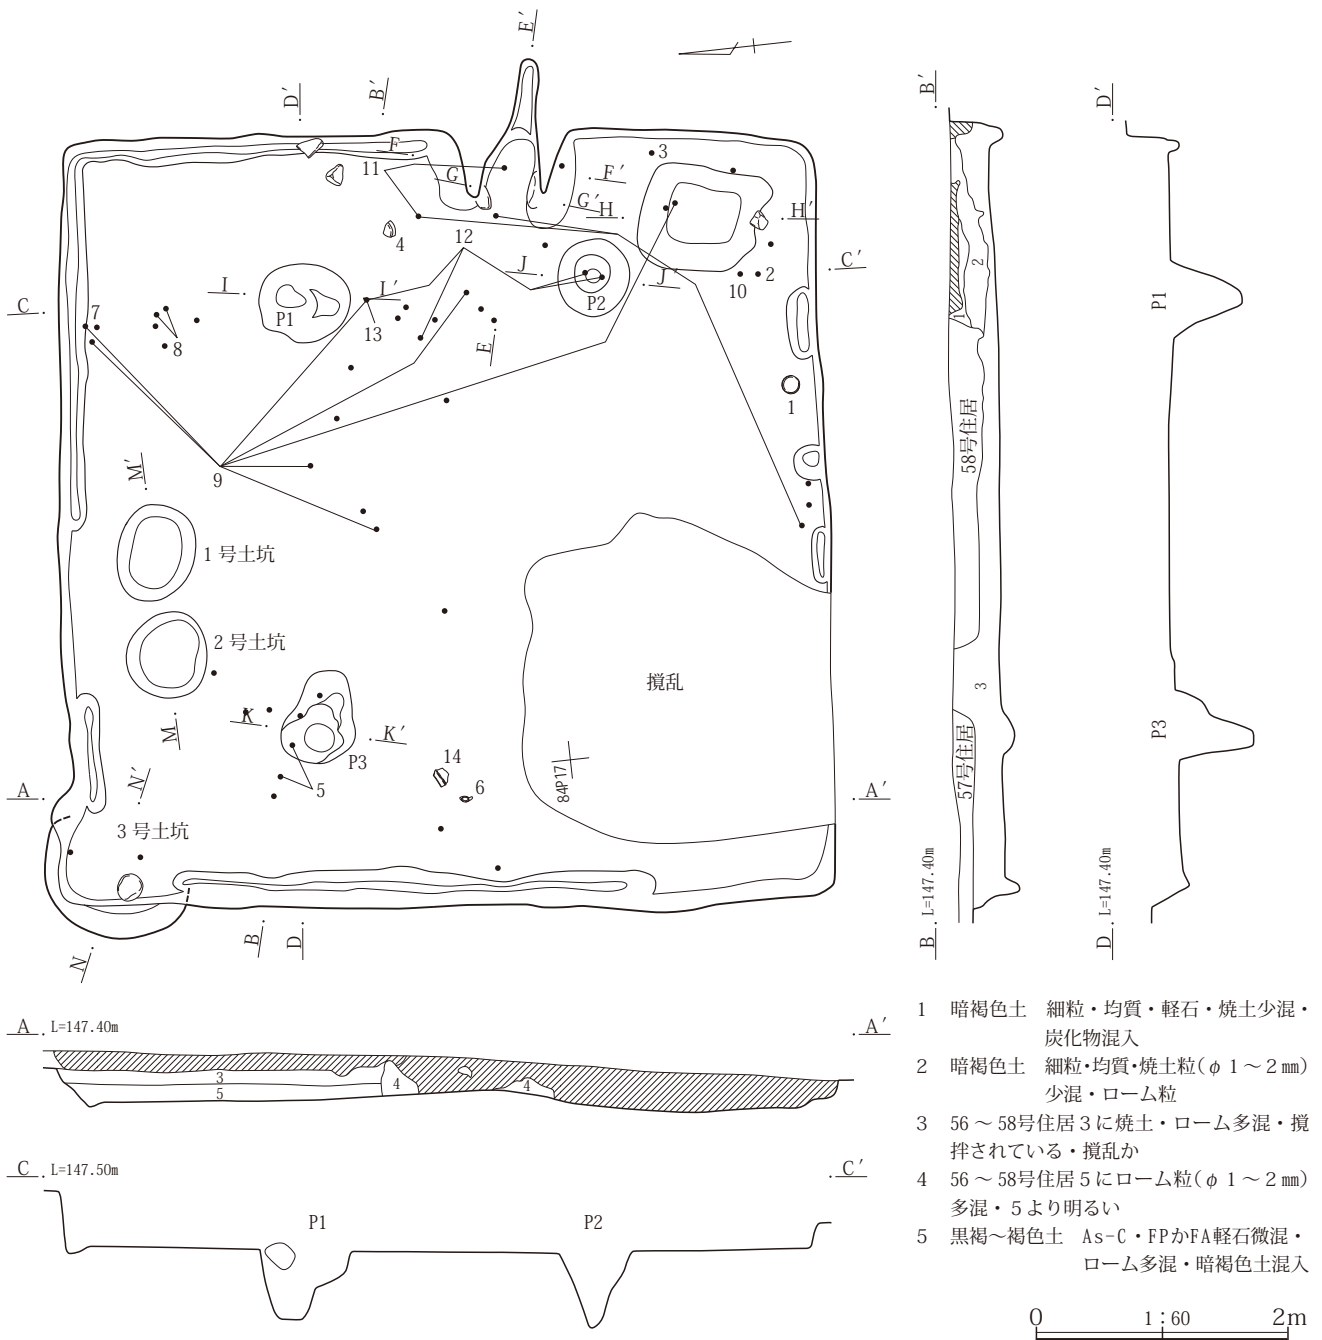 E′
D′
B′
F
11
G
F′
G′
H
H′
3
4
12
J
J′
P2
C′
10
2
I
I′
P1
13
E
C
7
8
1
9
M′
1 号土坑
2 号土坑
M
K
K′
P3
5
14
6
撹乱
84P17
A
A′
N′
3 号土坑
N
B
D
B′
D′
1
2
58号住居
3
57号住居
B
L=147.40m
P1
P3
D
L=147.40m
A
L=147.40m
A′
3
5
4
4
C
L=147.50m
C′
P1
P2
1 暗褐色土 細粒・均質・軽石・焼土少混・
炭化物混入
2 暗褐色土 細粒・均質・焼土粒(φ 1 ~ 2 ㎜)
少混・ローム粒
3 56 ~ 58号住居 3 に焼土・ローム多混・撹
拌されている・撹乱か
4 56 ~ 58号住居 5 にローム粒(φ 1 ~ 2 ㎜)
多混・5 より明るい
5 黒褐~褐色土 As-C・FPかFA軽石微混・
ローム多混・暗褐色土混入
0 1:60 2m